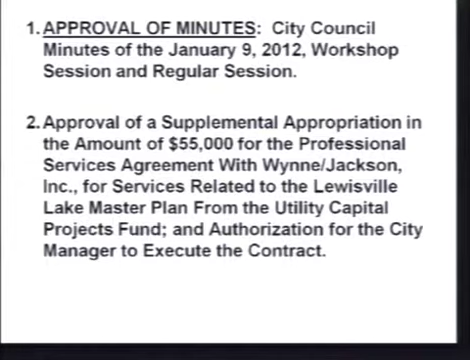 1. APPROVAL OF MINUTES: City Council
Minutes of the January 9, 2012, Workshop
Session and Regular Session.
2. Approval of a Supplemental Appropriation in
the Amount of $55,000 for the Professional
Services Agreement With Wynne/Jackson,
Inc., for Services Related to the Lewisville
Lake Master Plan From the Utility Capital
Projects Fund; and Authorization for the City
Manager to Execute the Contract.